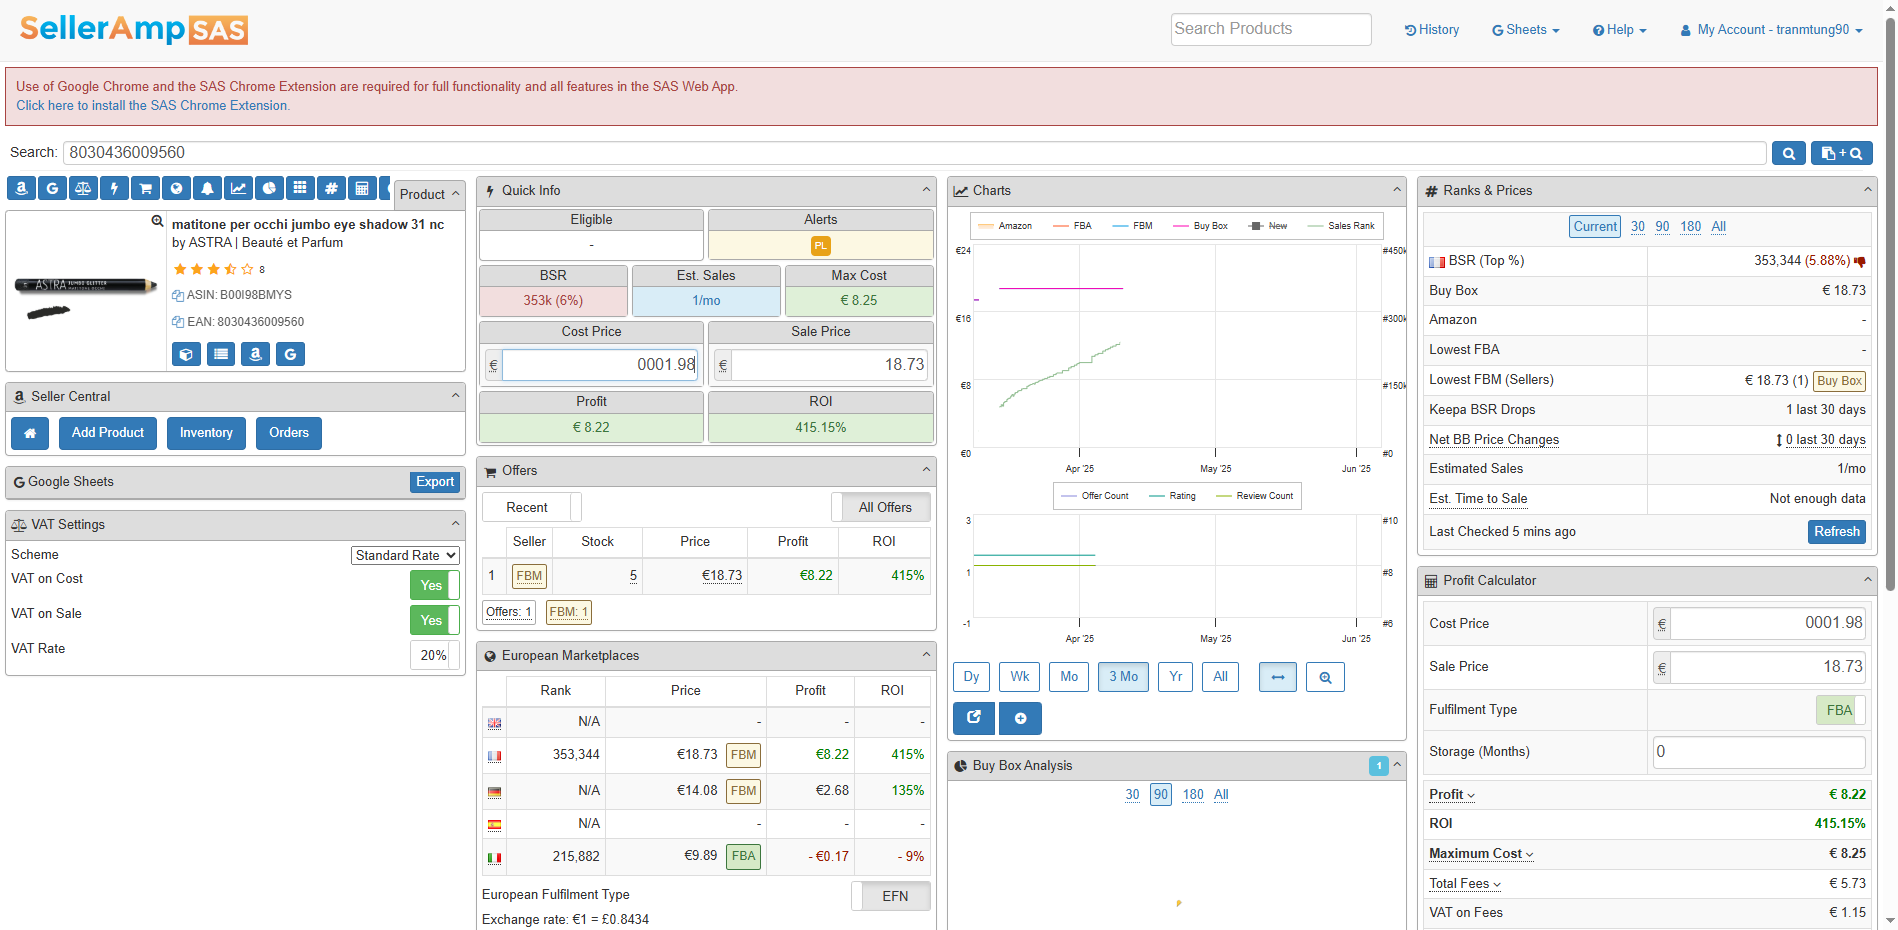 SellerAmp SAS
Search Products
History
G Sheets
Help
My Account - tranmtung90
Use of Google Chrome and the SAS Chrome Extension are required for full functionality and all features in the SAS Web App.
Click here to install the SAS Chrome Extension.
Search: 8030436009560
Product
matitone per occhi jumbo eye shadow 31 nc
by ASTRA | Beauté et Parfum
8
ASIN: B00I98BMYS
EAN: 8030436009560
ASTRA JUMBO GLITTER
Seller Central
Add Product Inventory Orders
Google Sheets Export
VAT Settings
Scheme Standard Rate
VAT on Cost Yes
VAT on Sale Yes
VAT Rate 20%
Quick Info
Eligible Alerts
- PL
BSR Est. Sales Max Cost
353k (6%) 1/mo € 8.25
Cost Price Sale Price
€ 0001.98 € 18.73
Profit ROI
€ 8.22 415.15%
Offers
Recent All Offers
Seller Stock Price Profit ROI
1 FBM 5 €18.73 €8.22 415%
Offers: 1 FBM: 1
European Marketplaces
Rank Price Profit ROI
N/A - - -
353,344 €18.73 FBM €8.22 415%
N/A €14.08 FBM €2.68 135%
N/A - - -
215,882 €9.89 FBA - €0.17 - 9%
European Fulfilment Type EFN
Exchange rate: €1 = £0.8434
Charts
Amazon FBA FBM Buy Box New Sales Rank
€24 #450k
€16 #300k
€8 #150k
€0 #0
Apr '25 May '25 Jun '25
Offer Count Rating Review Count
3 #10
1 #8
-1 #6
Apr '25 May '25 Jun '25
Dy Wk Mo 3 Mo Yr All
Buy Box Analysis 1
30 90 180 All
Ranks & Prices
Current 30 90 180 All
BSR (Top %) 353,344 (5.88%)
Buy Box € 18.73
Amazon -
Lowest FBA -
Lowest FBM (Sellers) € 18.73 (1) Buy Box
Keepa BSR Drops 1 last 30 days
Net BB Price Changes 0 last 30 days
Estimated Sales 1/mo
Est. Time to Sale Not enough data
Last Checked 5 mins ago Refresh
Profit Calculator
Cost Price € 0001.98
Sale Price € 18.73
Fulfilment Type FBA
Storage (Months) 0
Profit € 8.22
ROI 415.15%
Maximum Cost € 8.25
Total Fees € 5.73
VAT on Fees € 1.15